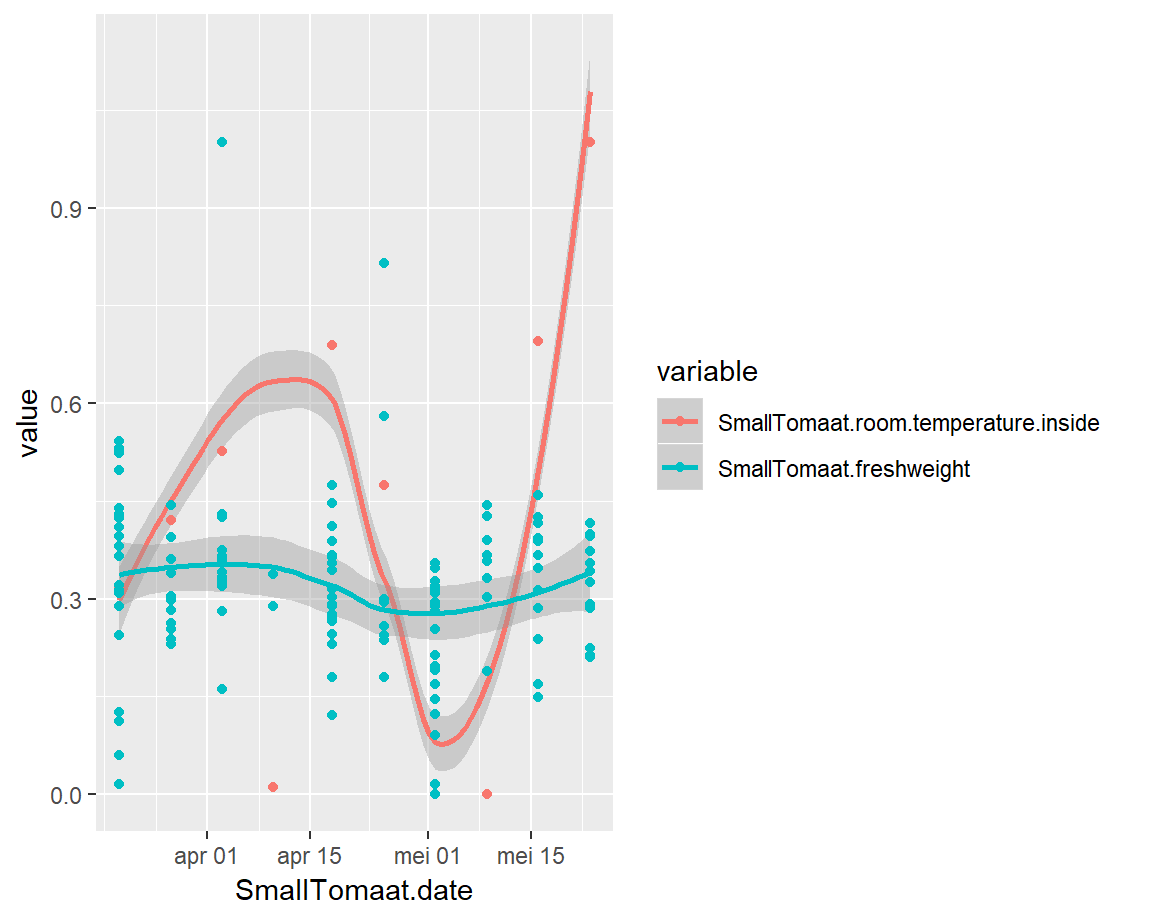 value
0.9
0.6
0.3
0.0
apr 01
apr 15
mei 01
mei 15
SmallTomaat.date
variable
SmallTomaat.room.temperature.inside
SmallTomaat.freshweight